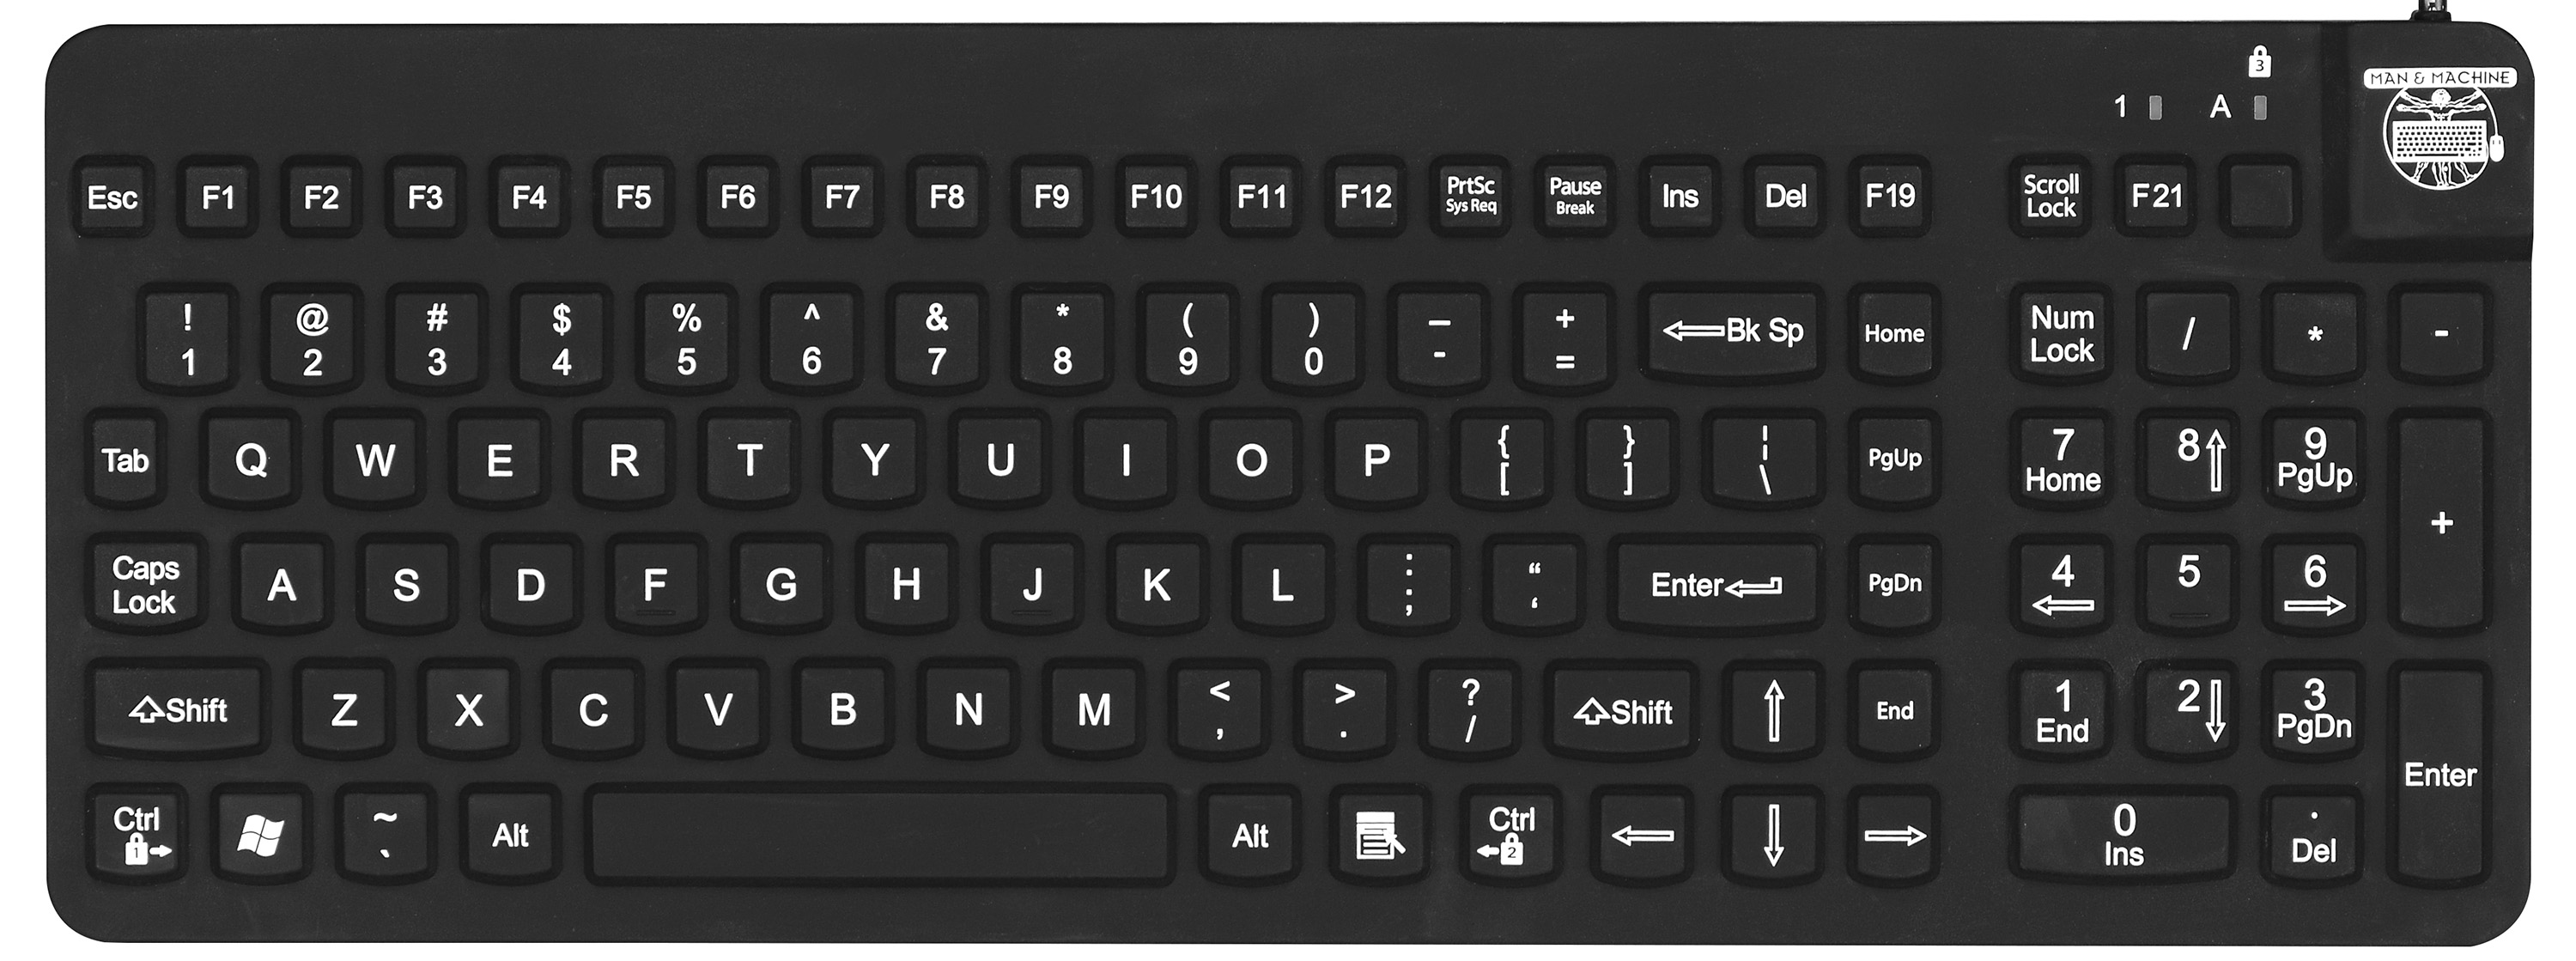 3
MAN & MACHINE
1 A
Esc F1 F2 F3 F4 F5 F6 F7 F8 F9 F10 F11 F12 PrtSc Sys Req Pause Break Ins Del F19 Scroll Lock F21
! 1 @ 2 # 3 $ 4 % 5 ^ 6 & 7 * 8 ( 9 ) 0 – - + = Bk Sp Home Num Lock / * -
Tab Q W E R T Y U I O P { [ } ] ¦ \ PgUp 7 Home 8 9 PgUp +
Caps Lock A S D F G H J K L : ; “ ‘ Enter PgDn 4 5 6
Shift Z X C V B N M < , > . ? / Shift ↑ End 1 End 2 3 PgDn Enter
Ctrl 1 ~ ` Alt Alt Ctrl 2 ← ↓ → 0 Ins . Del